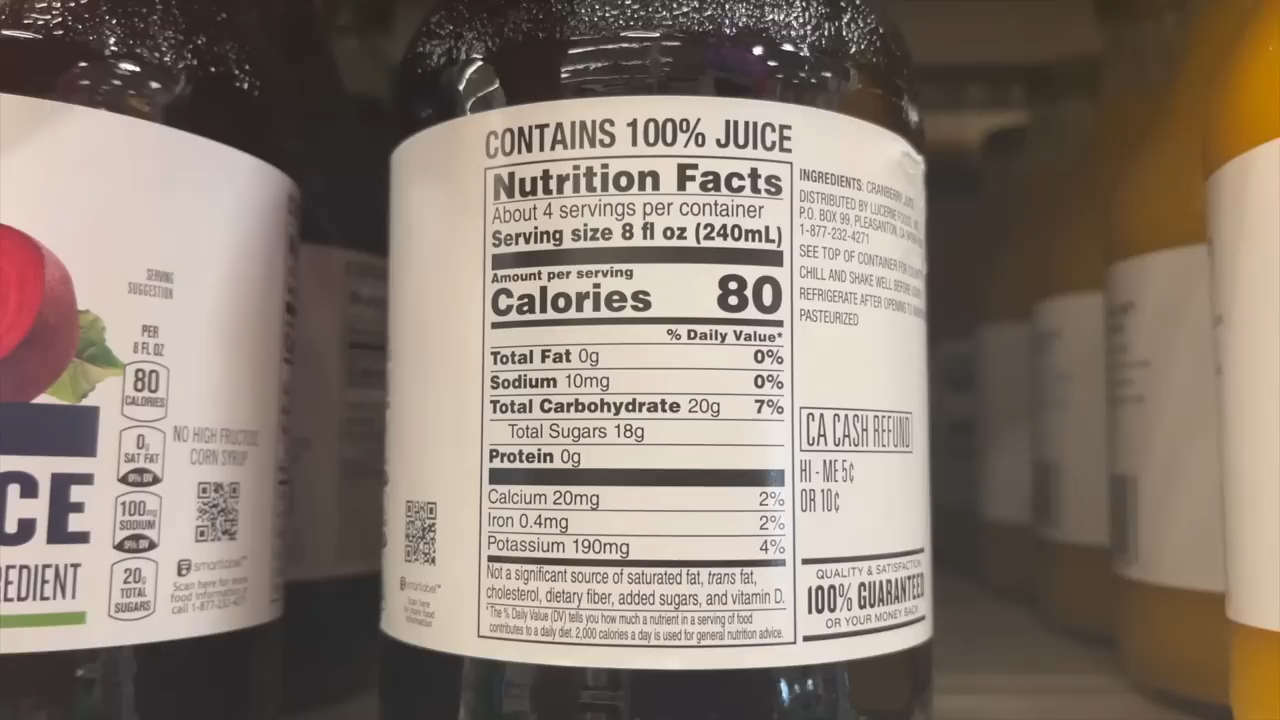 SERVING
SUGGESTION
PER
8 FL OZ
80
CALORIES
0g
SAT FAT
0% DV
100mg
SODIUM
5% DV
20g
TOTAL
SUGARS
NO HIGH FRUCTOSE
CORN SYRUP
smartlabel™
Scan here for more
food information or
call 1-877-232-4271
CE
REDIENT
smartlabel™
Scan here
for more food
information
CONTAINS 100% JUICE
Nutrition Facts
About 4 servings per container
Serving size 8 fl oz (240mL)
Amount per serving
Calories 80
% Daily Value*
Total Fat 0g 0%
Sodium 10mg 0%
Total Carbohydrate 20g 7%
Total Sugars 18g
Protein 0g
Calcium 20mg 2%
Iron 0.4mg 2%
Potassium 190mg 4%
Not a significant source of saturated fat, trans fat,
cholesterol, dietary fiber, added sugars, and vitamin D.
*The % Daily Value (DV) tells you how much a nutrient in a serving of food
contributes to a daily diet. 2,000 calories a day is used for general nutrition advice.
INGREDIENTS: CRANBERRY JUICE
DISTRIBUTED BY LUCERNE FOODS, INC.
P.O. BOX 99, PLEASANTON, CA
1-877-232-4271
SEE TOP OF CONTAINER FOR
CHILL AND SHAKE WELL BEFORE
REFRIGERATE AFTER OPENING
PASTEURIZED
CA CASH REFUND
HI - ME 5¢
OR 10¢
QUALITY & SATISFACTION
100% GUARANTEED
OR YOUR MONEY BACK